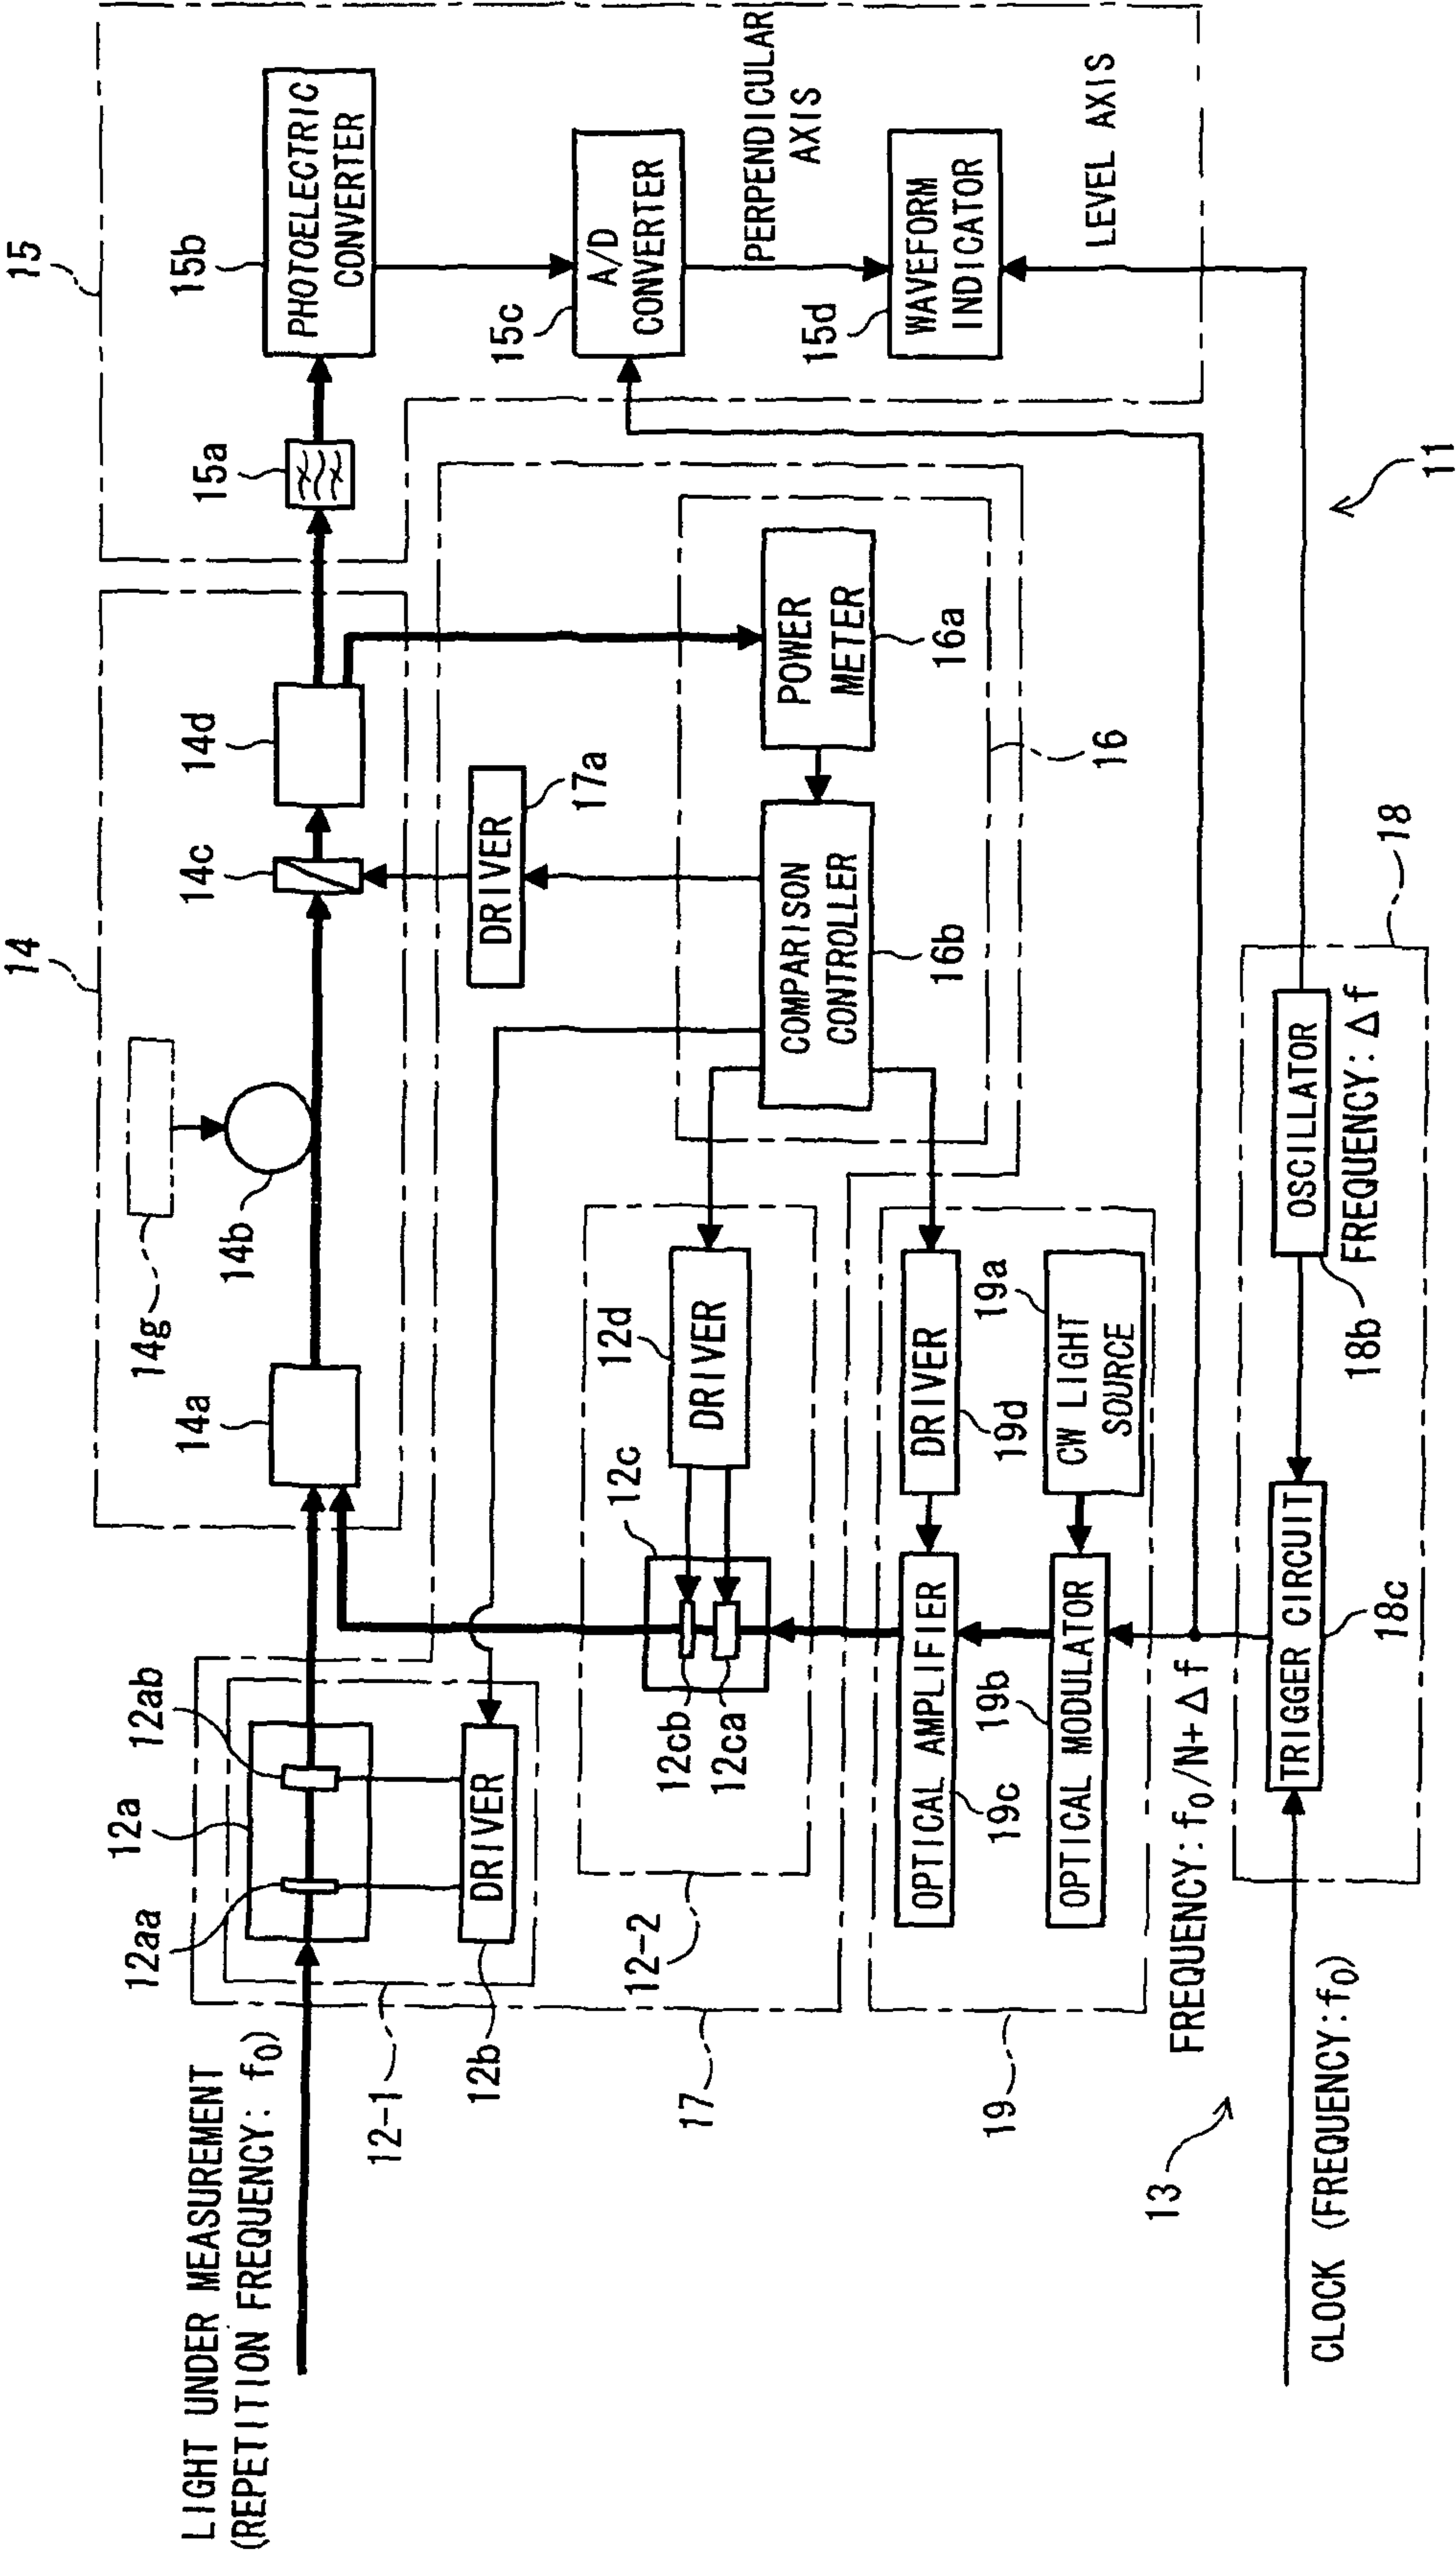 15
15b
PHOTOELECTRIC
CONVERTER
15a
15c
A/D
CONVERTER
PERPENDICULAR
AXIS
15d
WAVEFORM
INDICATOR
LEVEL AXIS
11
14
14g
14a
14b
14c
14d
17a
DRIVER
POWER
METER
16a
COMPARISON
CONTROLLER
16b
16
LIGHT UNDER MEASUREMENT
(REPETITION FREQUENCY: f0)
12aa
12a
12ab
DRIVER
12b
12-1
12c
12d
DRIVER
12cb
12ca
12-2
17
DRIVER
19d
19a
CW LIGHT
SOURCE
OPTICAL AMPLIFIER
19c
19b
OPTICAL MODULATOR
19
FREQUENCY: f0/N+Δf
13
CLOCK (FREQUENCY: f0)
TRIGGER CIRCUIT
18c
OSCILLATOR
FREQUENCY: Δf
18b
18